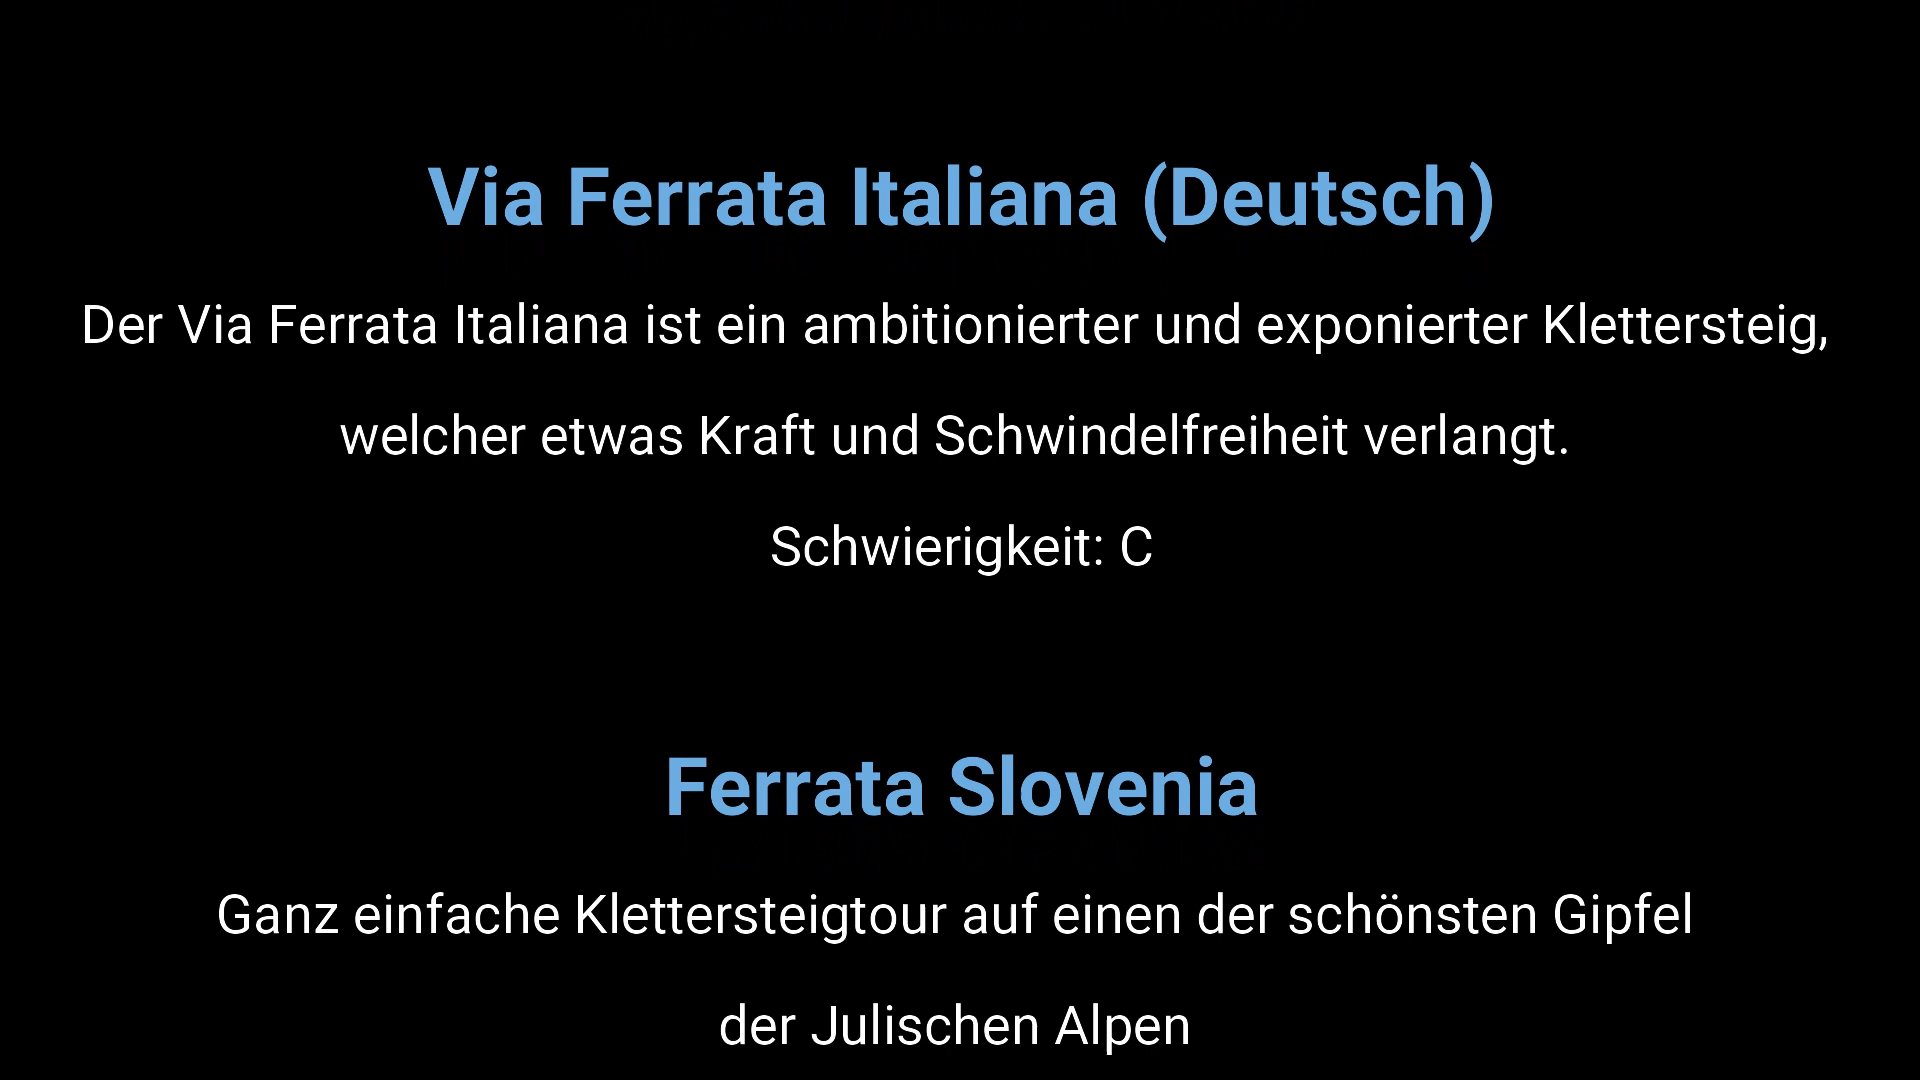 Via Ferrata Italiana (Deutsch)
Der Via Ferrata Italiana ist ein ambitionierter und exponierter Klettersteig,
welcher etwas Kraft und Schwindelfreiheit verlangt.
Schwierigkeit: C
Ferrata Slovenia
Ganz einfache Klettersteigtour auf einen der schönsten Gipfel
der Julischen Alpen